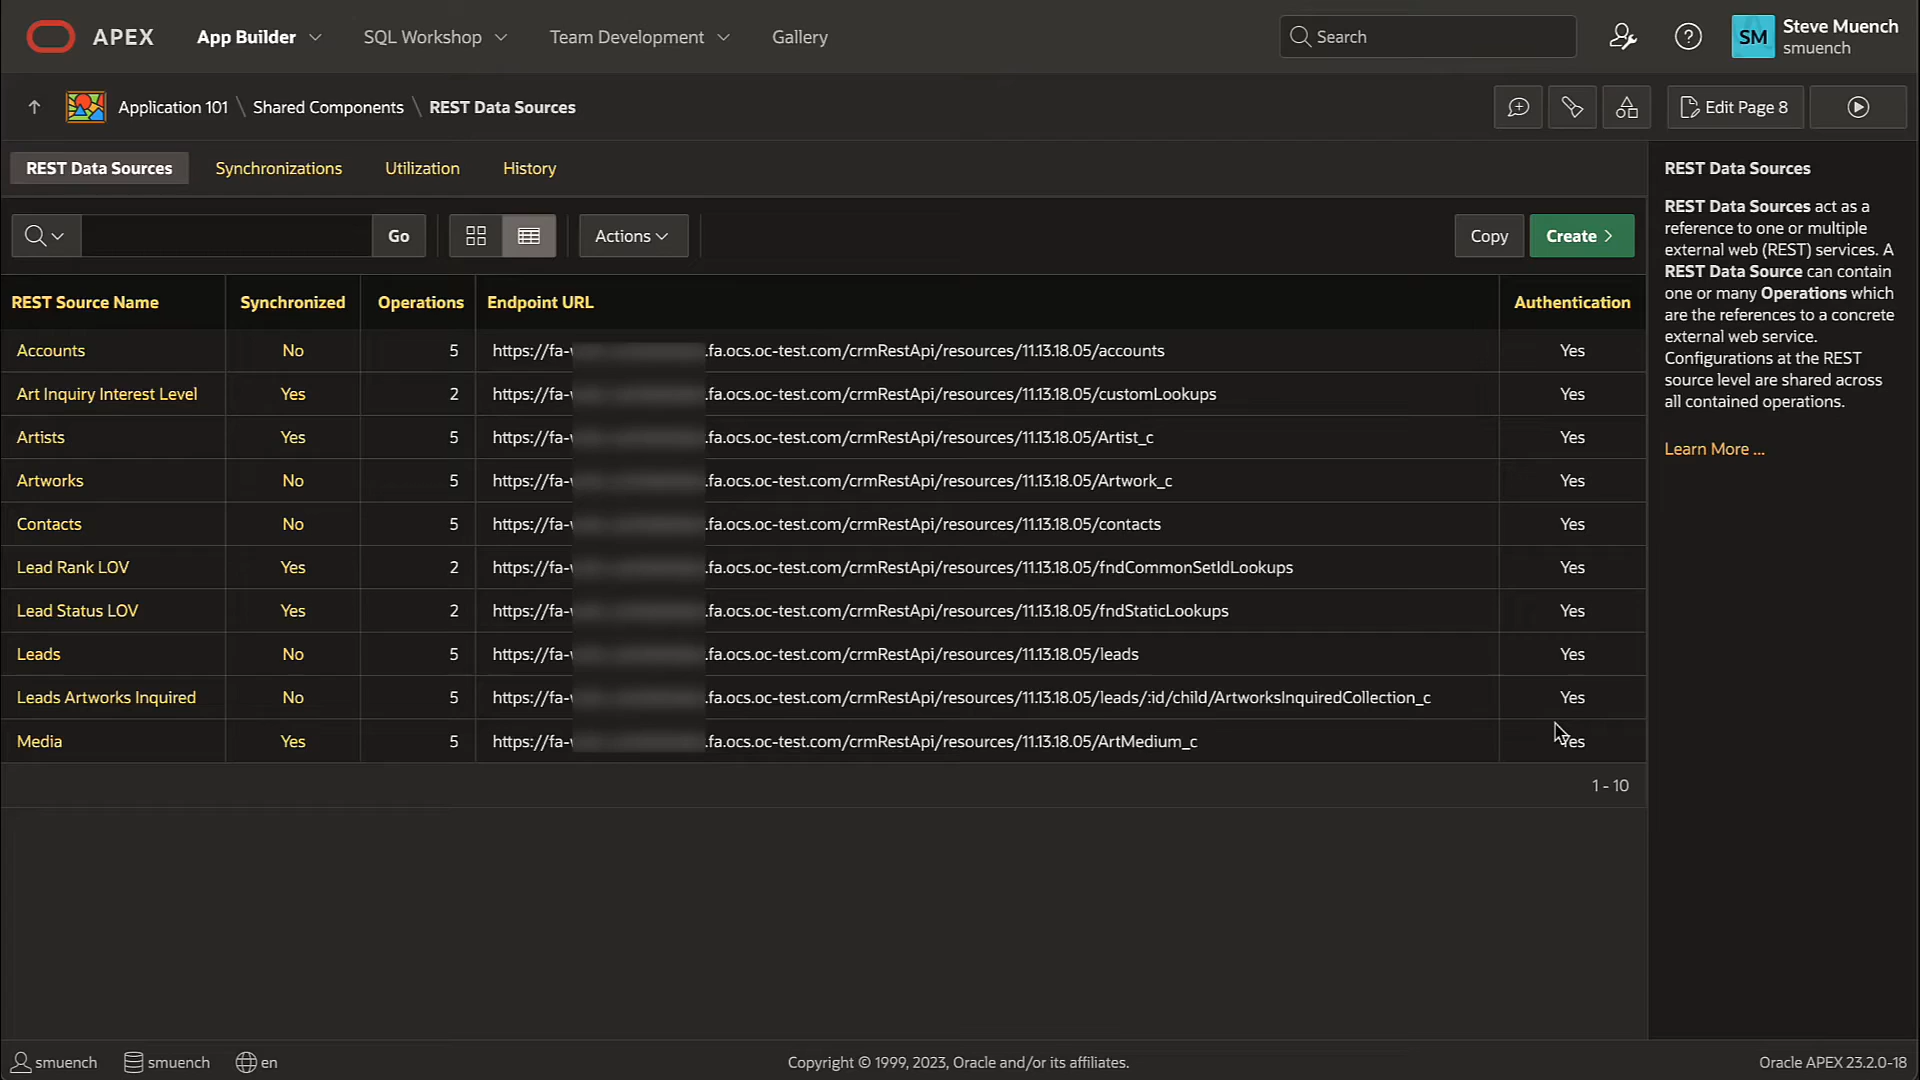 APEX App Builder SQL Workshop Team Development Gallery Search SM Steve Muench
smuench
Application 101 \ Shared Components \ REST Data Sources Edit Page 8
REST Data Sources Synchronizations Utilization History
Go Actions Copy Create
REST Source Name Synchronized Operations Endpoint URL Authentication
Accounts No 5 https://fa- .fa.ocs.oc-test.com/crmRestApi/resources/11.13.18.05/accounts Yes
Art Inquiry Interest Level Yes 2 https://fa- .fa.ocs.oc-test.com/crmRestApi/resources/11.13.18.05/customLookups Yes
Artists Yes 5 https://fa- .fa.ocs.oc-test.com/crmRestApi/resources/11.13.18.05/Artist_c Yes
Artworks No 5 https://fa- .fa.ocs.oc-test.com/crmRestApi/resources/11.13.18.05/Artwork_c Yes
Contacts No 5 https://fa- .fa.ocs.oc-test.com/crmRestApi/resources/11.13.18.05/contacts Yes
Lead Rank LOV Yes 2 https://fa- .fa.ocs.oc-test.com/crmRestApi/resources/11.13.18.05/fndCommonSetIdLookups Yes
Lead Status LOV Yes 2 https://fa- .fa.ocs.oc-test.com/crmRestApi/resources/11.13.18.05/fndStaticLookups Yes
Leads No 5 https://fa- .fa.ocs.oc-test.com/crmRestApi/resources/11.13.18.05/leads Yes
Leads Artworks Inquired No 5 https://fa- .fa.ocs.oc-test.com/crmRestApi/resources/11.13.18.05/leads/:id/child/ArtworksInquiredCollection_c Yes
Media Yes 5 https://fa- .fa.ocs.oc-test.com/crmRestApi/resources/11.13.18.05/ArtMedium_c Yes
1 - 10
REST Data Sources
REST Data Sources act as a
reference to one or multiple
external web (REST) services. A
REST Data Source can contain
one or many Operations which
are the references to a concrete
external web service.
Configurations at the REST
source level are shared across
all contained operations.
Learn More ...
smuench smuench en Copyright © 1999, 2023, Oracle and/or its affiliates. Oracle APEX 23.2.0-18